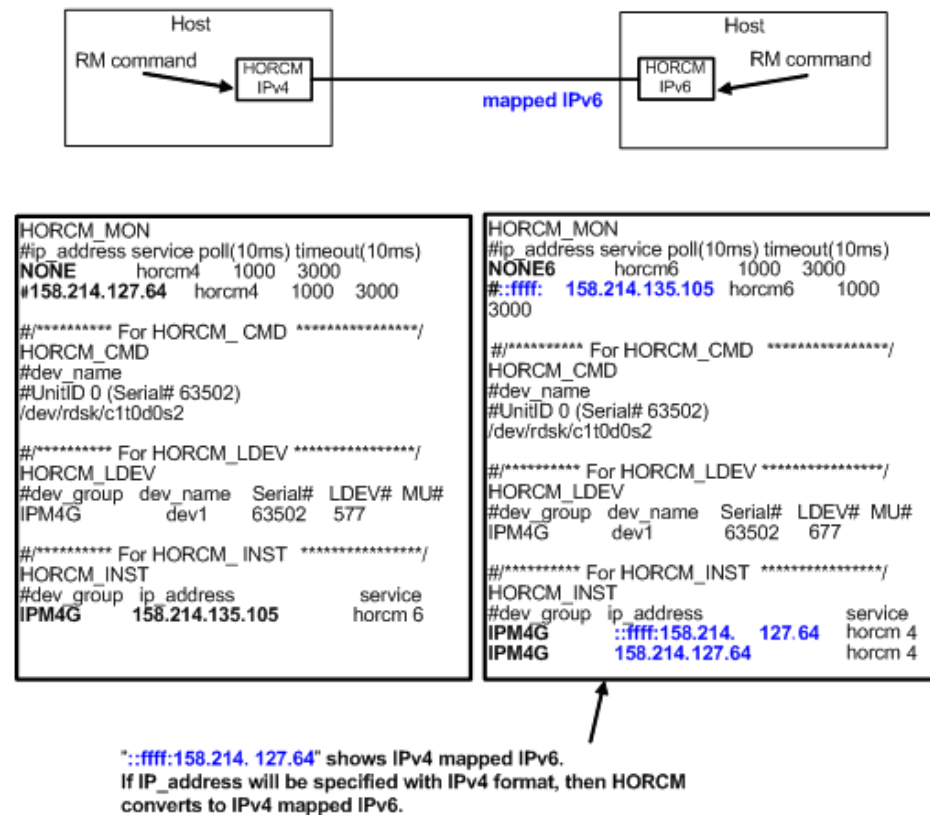 Host
RM command
HORCM
IPv4
mapped IPv6
Host
RM command
HORCM
IPv6
HORCM_MON
#ip_address service poll(10ms) timeout(10ms)
NONE horcm4 1000 3000
#158.214.127.64 horcm4 1000 3000
#/********** For HORCM_ CMD ****************/
HORCM_CMD
#dev_name
#UnitID 0 (Serial# 63502)
/dev/rdsk/c1t0d0s2
#/********** For HORCM_LDEV ****************/
HORCM_LDEV
#dev_group dev_name Serial# LDEV# MU#
IPM4G dev1 63502 577
#/********** For HORCM_ INST ****************/
HORCM_INST
#dev_group ip_address service
IPM4G 158.214.135.105 horcm 6
HORCM_MON
#ip_address service poll(10ms) timeout(10ms)
NONE6 horcm6 1000 3000
#::ffff: 158.214.135.105 horcm6 1000
3000
#/********** For HORCM_CMD ****************/
HORCM_CMD
#dev_name
#UnitID 0 (Serial# 63502)
/dev/rdsk/c1t0d0s2
#/********** For HORCM_LDEV ****************/
HORCM_LDEV
#dev_group dev_name Serial# LDEV# MU#
IPM4G dev1 63502 677
#/********** For HORCM_INST ****************/
HORCM_INST
#dev_group ip_address service
IPM4G ::ffff:158.214. 127.64 horcm 4
IPM4G 158.214.127.64 horcm 4
"::ffff:158.214. 127.64" shows IPv4 mapped IPv6.
If IP_address will be specified with IPv4 format, then HORCM
converts to IPv4 mapped IPv6.